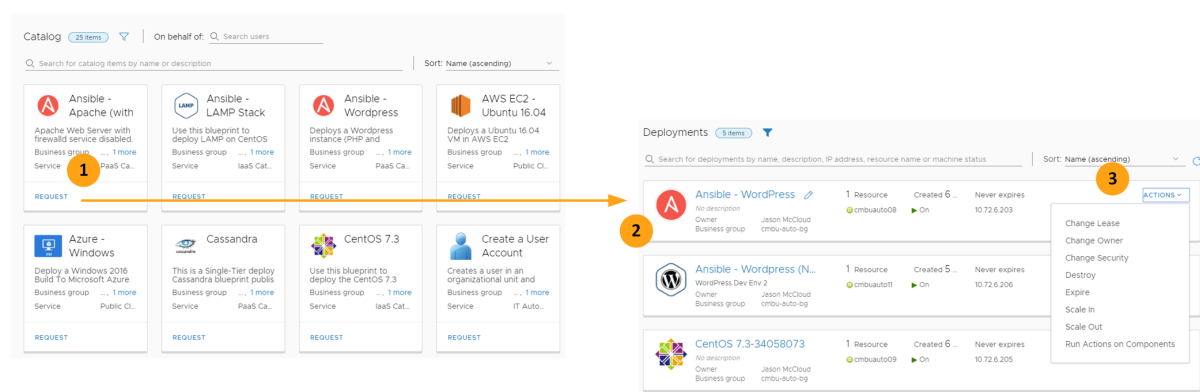 Catalog 25 items On behalf of: Search users
Search for catalog items by name or description Sort: Name (ascending)
Ansible -
Apache (with
Apache Web Server with
firewalld service disabled.
Business group ..., 1 more
Service PaaS Ca...
REQUEST
LAMP
Ansible -
LAMP Stack
Use this blueprint to
deploy LAMP on CentOS
Business group ..., 1 more
Service IaaS Cat...
REQUEST
Ansible -
Wordpress
Deploys a Wordpress
instance (PHP and
Business group ..., 1 more
Service PaaS Ca...
REQUEST
AWS EC2 -
Ubuntu 16.04
Deploys a Ubuntu 16.04
VM in AWS EC2
Business group ..., 1 more
Service Public Cl...
REQUEST
1
VM
Azure -
Windows
Deploy a Windows 2016
Build To Microsoft Azure
Business group ..., 1 more
Service Public Cl...
REQUEST
cassandra
Cassandra
This is a Single-Tier deploy
Cassandra blueprint publis
Business group ..., 1 more
Service PaaS Ca...
REQUEST
CentOS 7.3
Use this blueprint to
deploy the CentOS 7.3
Business group ..., 1 more
Service IaaS Cat...
REQUEST
Create a User
Account
Creates a user in an
organizational unit and
Business group ..., 1 more
Service IT Auto...
REQUEST
Deployments 5 items
Search for deployments by name, description, IP address, resource name or machine status Sort: Name (ascending)
3
2
Ansible - WordPress 1 Resource Created 6 ... Never expires ACTIONS
No description cmbuauto08 On 10.72.6.203
Owner Jason McCloud
Business group cmbu-auto-bg
Change Lease
Change Owner
Change Security
Destroy
Expire
Scale In
Scale Out
Run Actions on Components
Ansible - Wordpress (N... 1 Resource Created 5 ... Never expires
WordPress Dev Env 2 cmbuauto11 On 10.72.6.206
Owner Jason McCloud
Business group cmbu-auto-bg
CentOS 7.3-34058073 1 Resource Created 6 ... Never expires
No description cmbuauto09 On 10.72.6.205
Owner Jason McCloud
Business group cmbu-auto-bg